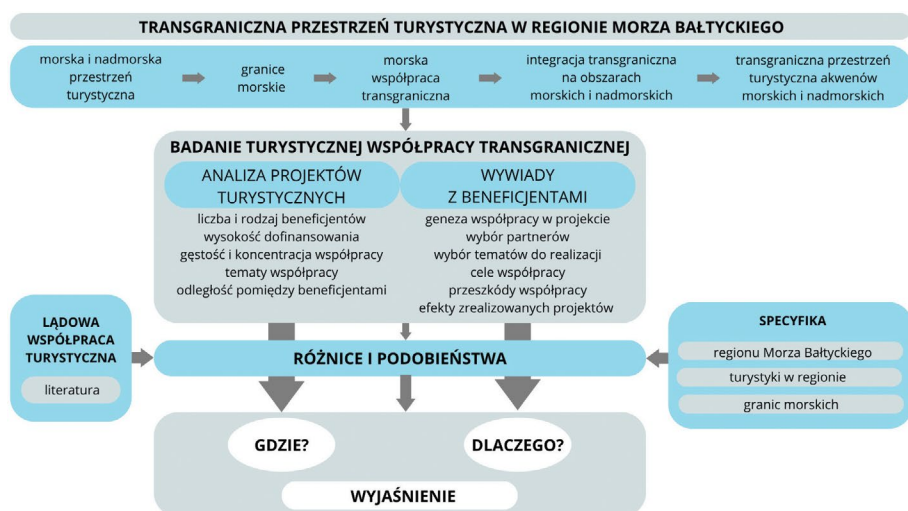 TRANSGRANICZNA PRZESTRZEŃ TURYSTYCZNA W REGIONIE MORZA BAŁTYCKIEGO
morska i nadmorska
przestrzeń
turystyczna
granice
morskie
morska
współpraca
transgraniczna
integracja transgraniczna
na obszarach
morskich i nadmorskich
transgraniczna przestrzeń
turystyczna akwenów
morskich i nadmorskich
BADANIE TURYSTYCZNEJ WSPÓŁPRACY TRANSGRANICZNEJ
ANALIZA PROJEKTÓW
TURYSTYCZNYCH
liczba i rodzaj beneficjentów
wysokość dofinansowania
gęstość i koncentracja współpracy
tematy współpracy
odległość pomiędzy beneficjentami
WYWIADY
Z BENEFICJENTAMI
geneza współpracy w projekcie
wybór partnerów
wybór tematów do realizacji
cele współpracy
przeszkódy współpracy
efekty zrealizowanych projektów
LĄDOWA
WSPÓŁPRACA
TURYSTYCZNA
literatura
RÓŻNICE I PODOBIEŃSTWA
SPECYFIKA
regionu Morza Bałtyckiego
turystyki w regionie
granic morskich
GDZIE?
DLACZEGO?
WYJAŚNIENIE